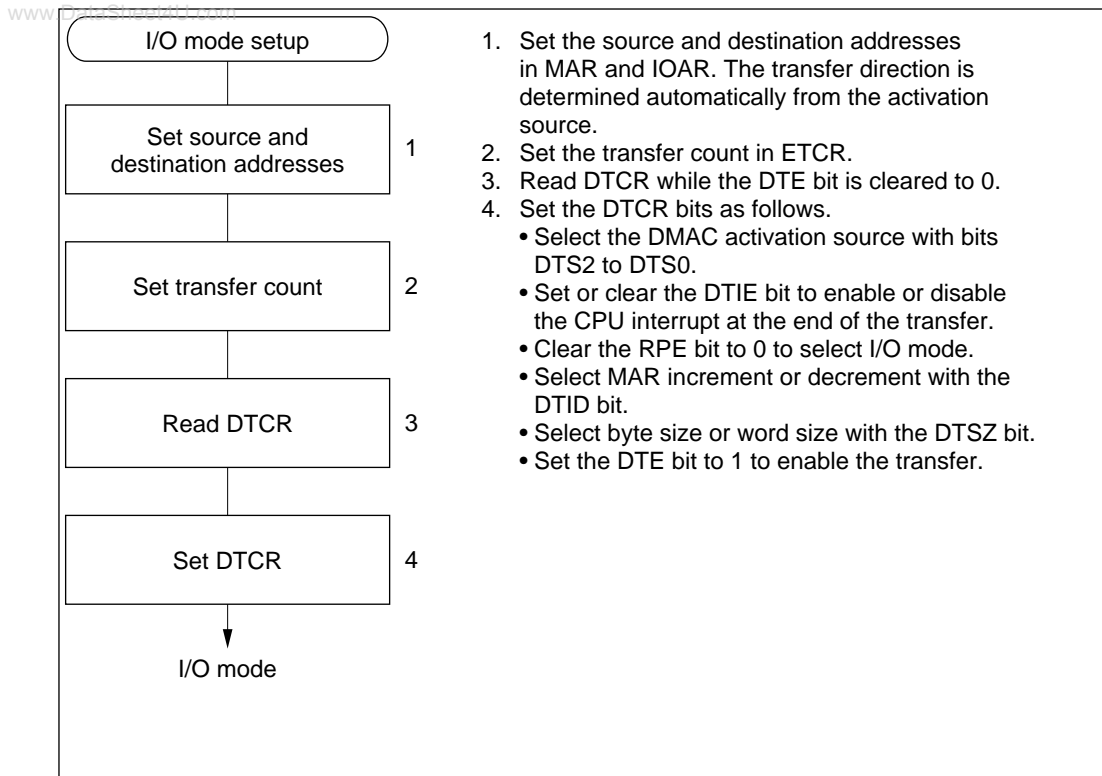 www.DataSheet4U.com
I/O mode setup
Set source and
destination addresses
1
Set transfer count
2
Read DTCR
3
Set DTCR
4
I/O mode
1. Set the source and destination addresses
in MAR and IOAR. The transfer direction is
determined automatically from the activation
source.
2. Set the transfer count in ETCR.
3. Read DTCR while the DTE bit is cleared to 0.
4. Set the DTCR bits as follows.
• Select the DMAC activation source with bits
DTS2 to DTS0.
• Set or clear the DTIE bit to enable or disable
the CPU interrupt at the end of the transfer.
• Clear the RPE bit to 0 to select I/O mode.
• Select MAR increment or decrement with the
DTID bit.
• Select byte size or word size with the DTSZ bit.
• Set the DTE bit to 1 to enable the transfer.